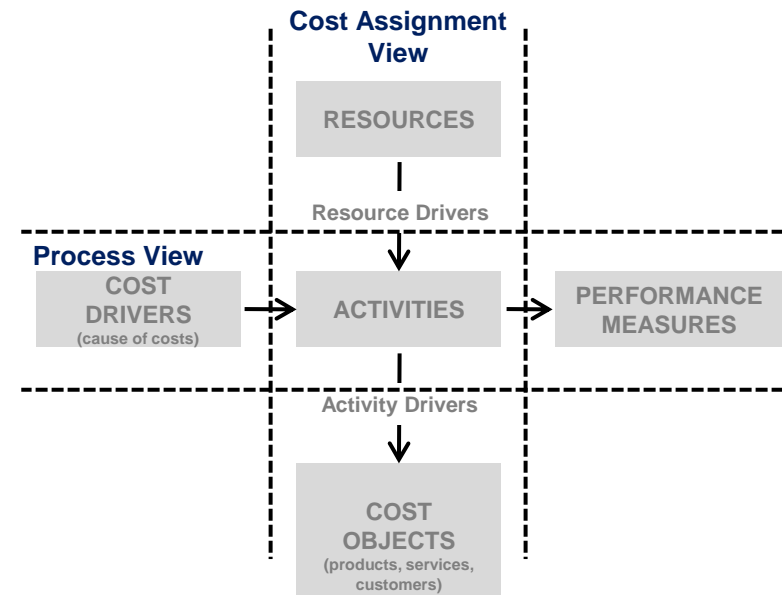 Cost Assignment
View
RESOURCES
Resource Drivers
Process View
COST
DRIVERS
(cause of costs)
ACTIVITIES
PERFORMANCE
MEASURES
Activity Drivers
COST
OBJECTS
(products, services,
customers)